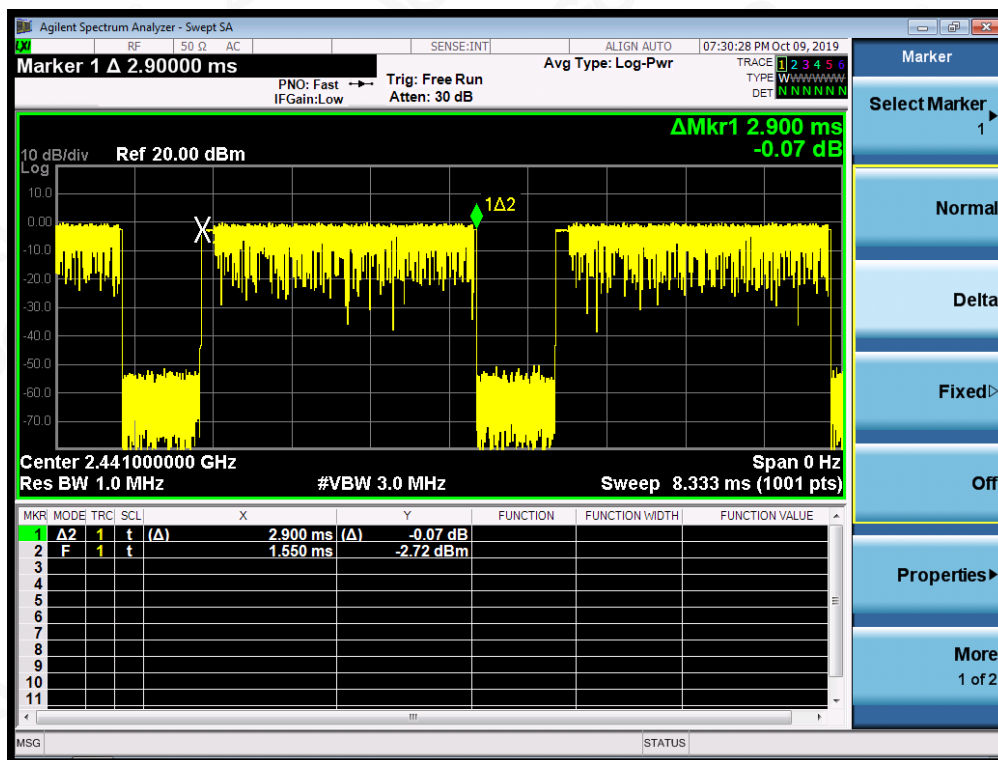 Agilent Spectrum Analyzer - Swept SA
LXI RF 50 Ω AC SENSE:INT ALIGN AUTO 07:30:28 PM Oct 09, 2019
Marker 1 Δ 2.90000 ms
PNO: Fast
IFGain:Low
Trig: Free Run
Atten: 30 dB
Avg Type: Log-Pwr
TRACE 1 2 3 4 5 6
TYPE WWWWWWWW
DET N N N N N N
ΔMkr1 2.900 ms
-0.07 dB
10 dB/div Ref 20.00 dBm
Log
10.0
1Δ2
0.00
-10.0
-20.0
-30.0
-40.0
-50.0
-60.0
-70.0
Center 2.441000000 GHz Span 0 Hz
Res BW 1.0 MHz #VBW 3.0 MHz Sweep 8.333 ms (1001 pts)
MKR MODE TRC SCL X Y FUNCTION FUNCTION WIDTH FUNCTION VALUE
1 Δ2 1 t (Δ) 2.900 ms (Δ) -0.07 dB
2 F 1 t 1.550 ms -2.72 dBm
3
4
5
6
7
8
9
10
11
MSG STATUS
Marker
Select Marker
1
Normal
Delta
Fixed
Off
Properties
More
1 of 2